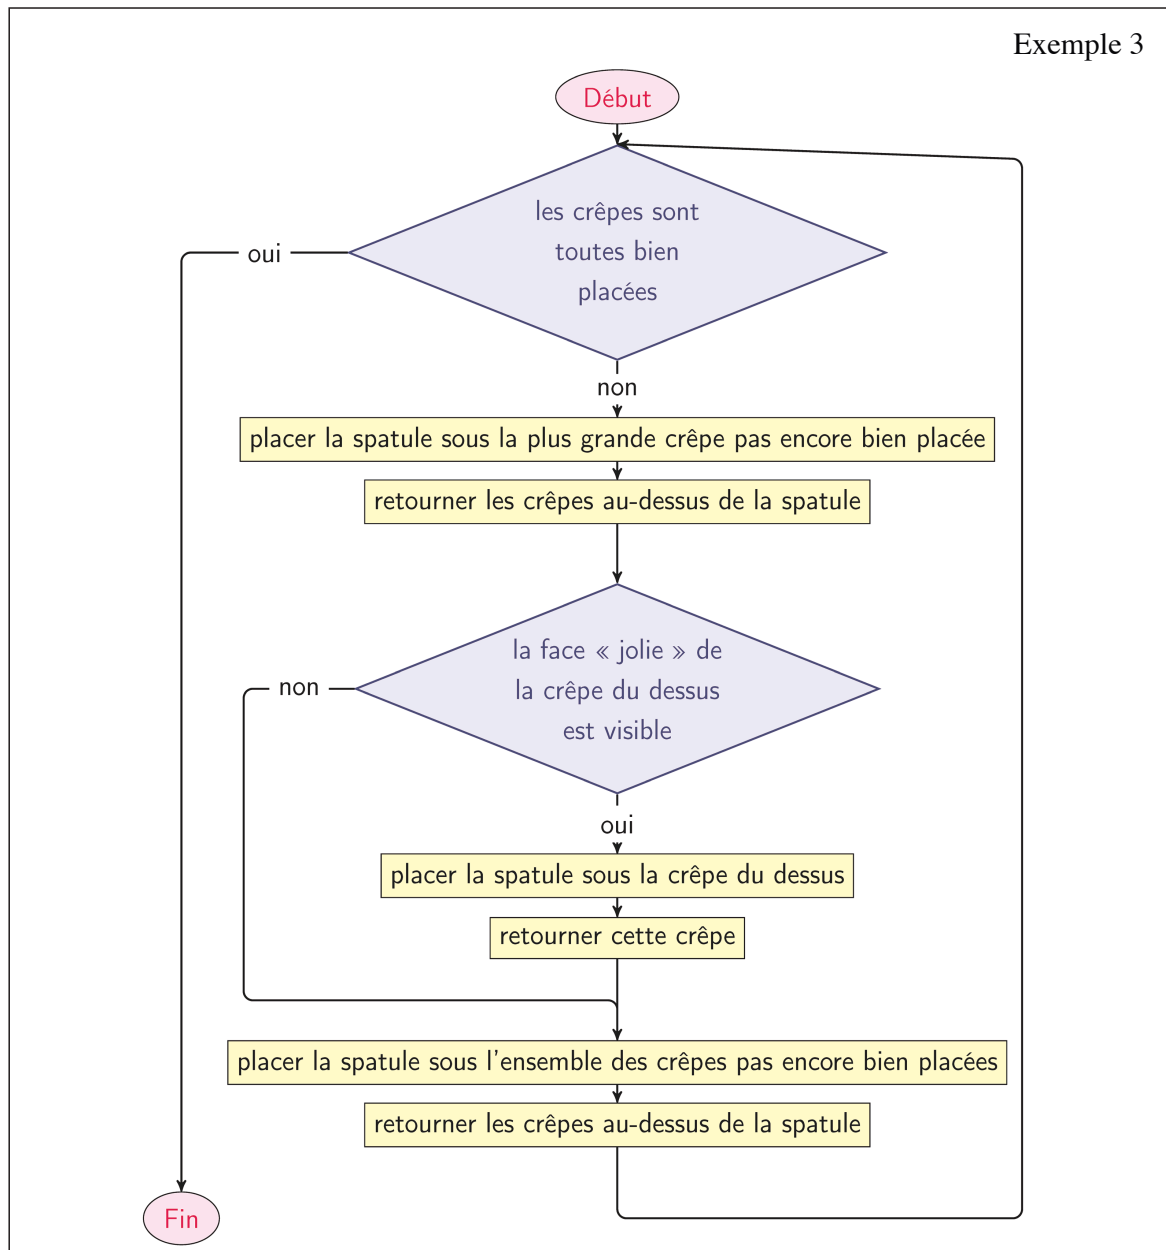 Exemple 3
Début
les crêpes sont
toutes bien
placées
oui
non
placer la spatule sous la plus grande crêpe pas encore bien placée
retourner les crêpes au-dessus de la spatule
la face « jolie » de
la crêpe du dessus
est visible
non
oui
placer la spatule sous la crêpe du dessus
retourner cette crêpe
placer la spatule sous l'ensemble des crêpes pas encore bien placées
retourner les crêpes au-dessus de la spatule
Fin